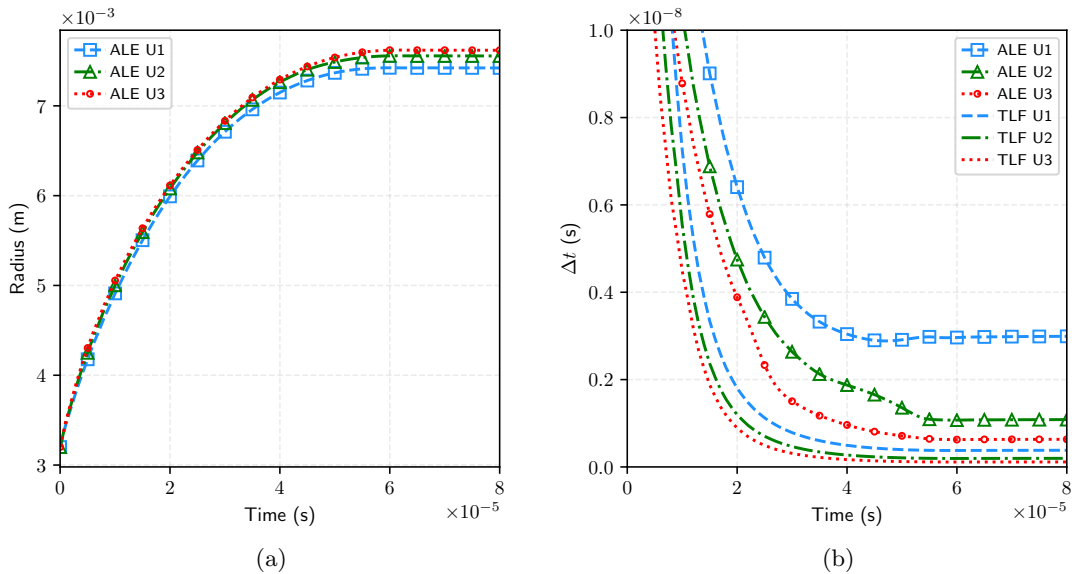 ×10⁻³
Radius (m)
7
6
5
4
3
ALE U1
ALE U2
ALE U3
0
2
4
6
8
Time (s)
×10⁻⁵
(a)
×10⁻⁸
Δt (s)
1.0
0.8
0.6
0.4
0.2
0.0
ALE U1
ALE U2
ALE U3
TLF U1
TLF U2
TLF U3
0
2
4
6
8
Time (s)
×10⁻⁵
(b)